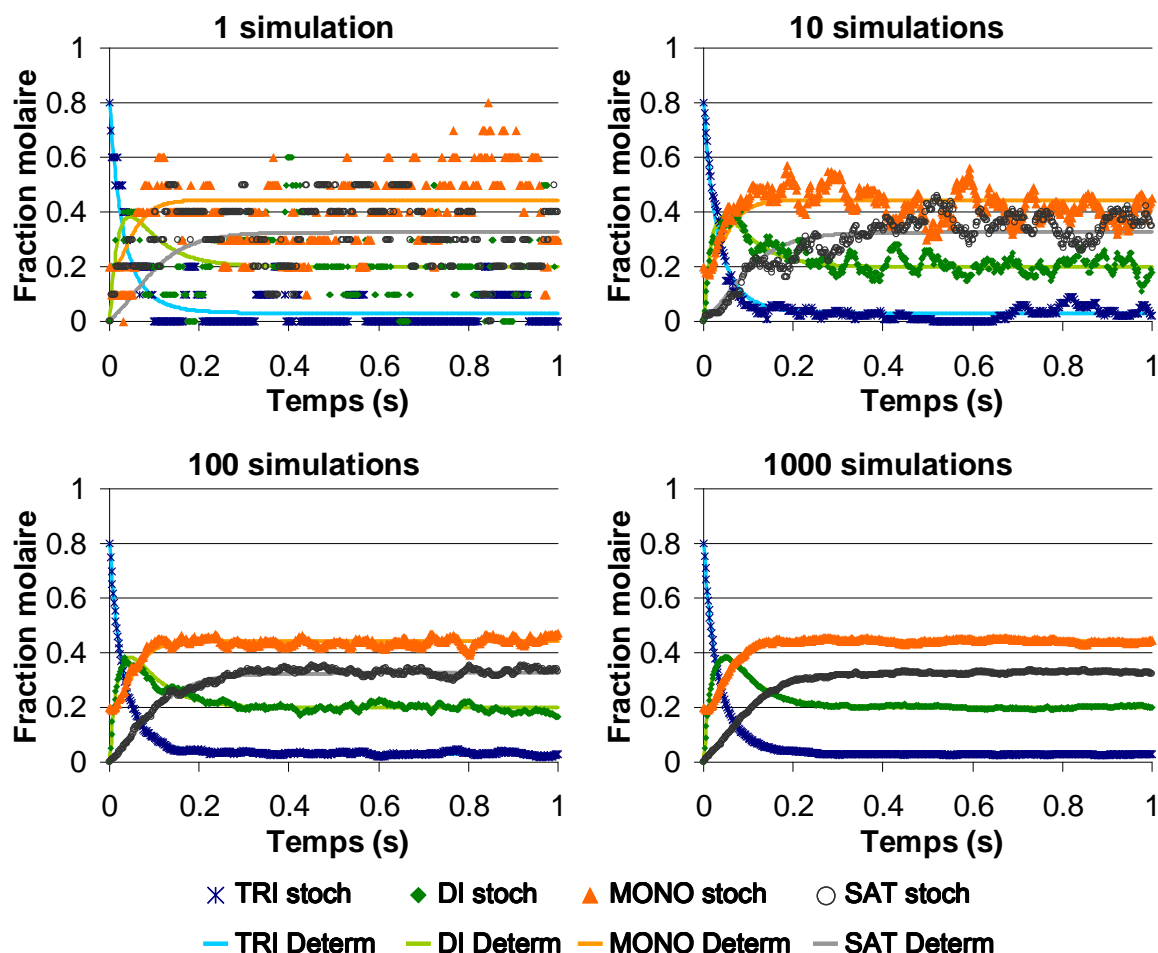 1 simulation
10 simulations
Fraction molaire
1
0.8
0.6
0.4
0.2
0
0 0.2 0.4 0.6 0.8 1
Temps (s)
Fraction molaire
1
0.8
0.6
0.4
0.2
0
0 0.2 0.4 0.6 0.8 1
Temps (s)
100 simulations
1000 simulations
Fraction molaire
1
0.8
0.6
0.4
0.2
0
0 0.2 0.4 0.6 0.8 1
Temps (s)
Fraction molaire
1
0.8
0.6
0.4
0.2
0
0 0.2 0.4 0.6 0.8 1
Temps (s)
TRI stoch DI stoch MONO stoch SAT stoch
TRI Determ DI Determ MONO Determ SAT Determ